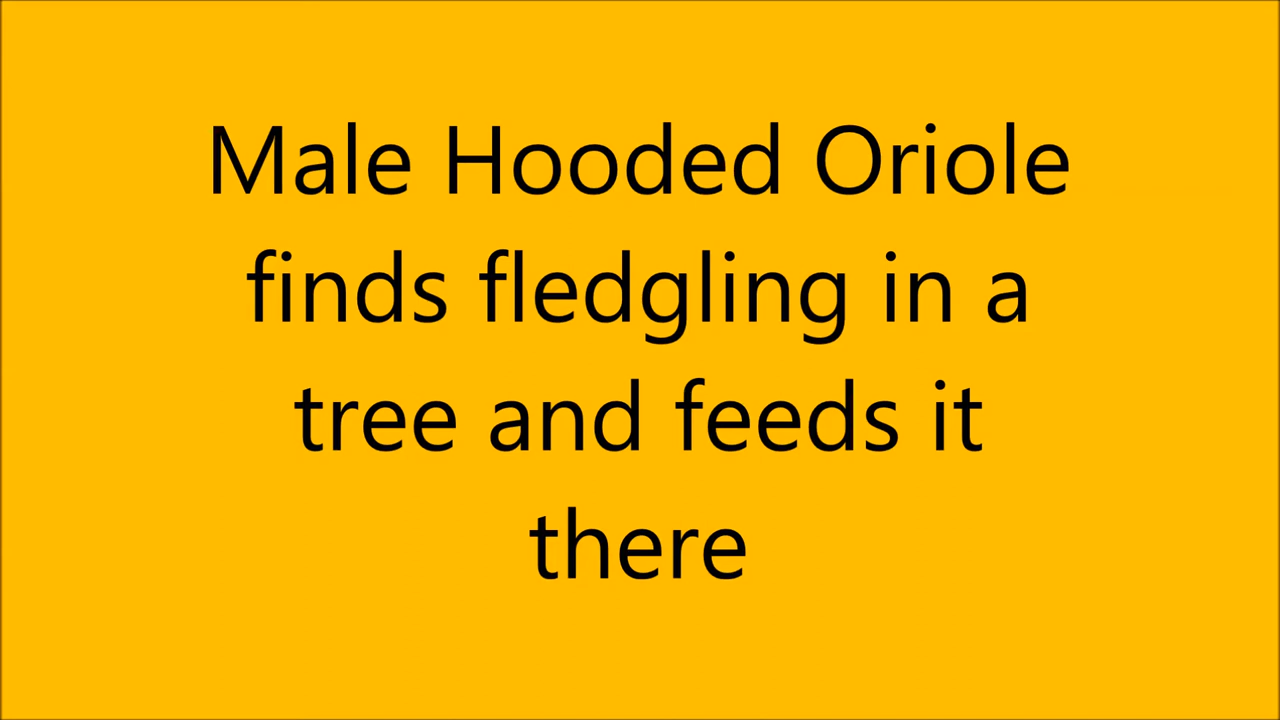 Male Hooded Oriole
finds fledgling in a
tree and feeds it
there